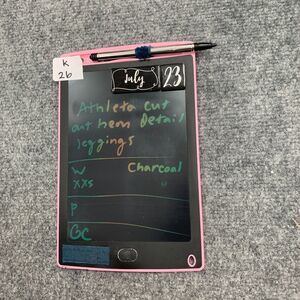 K
26
July 23
Athleta cut
out hem Detail
leggings
W Charcoal
XXS
P
GC